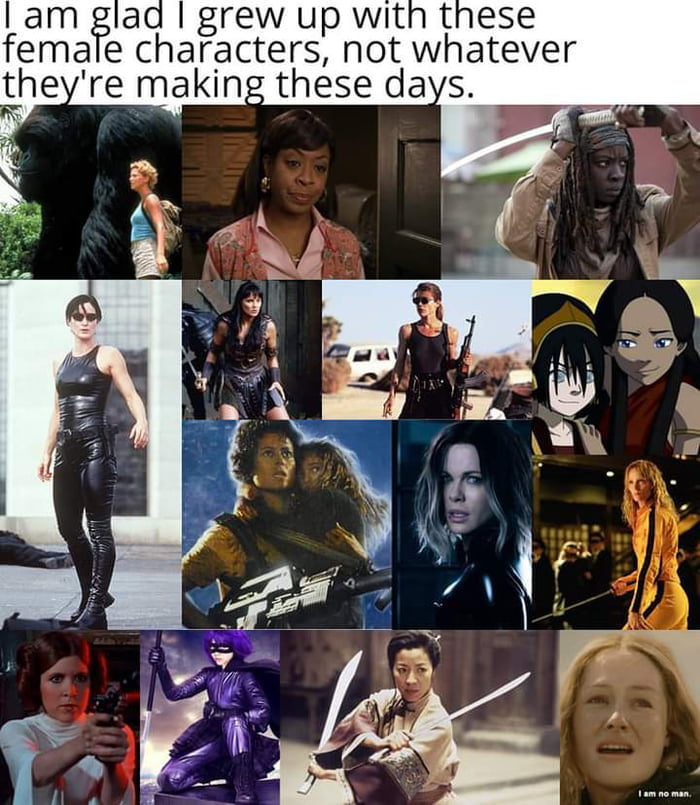 I am glad I grew up with these
female characters, not whatever
they're making these days.
I am no man.